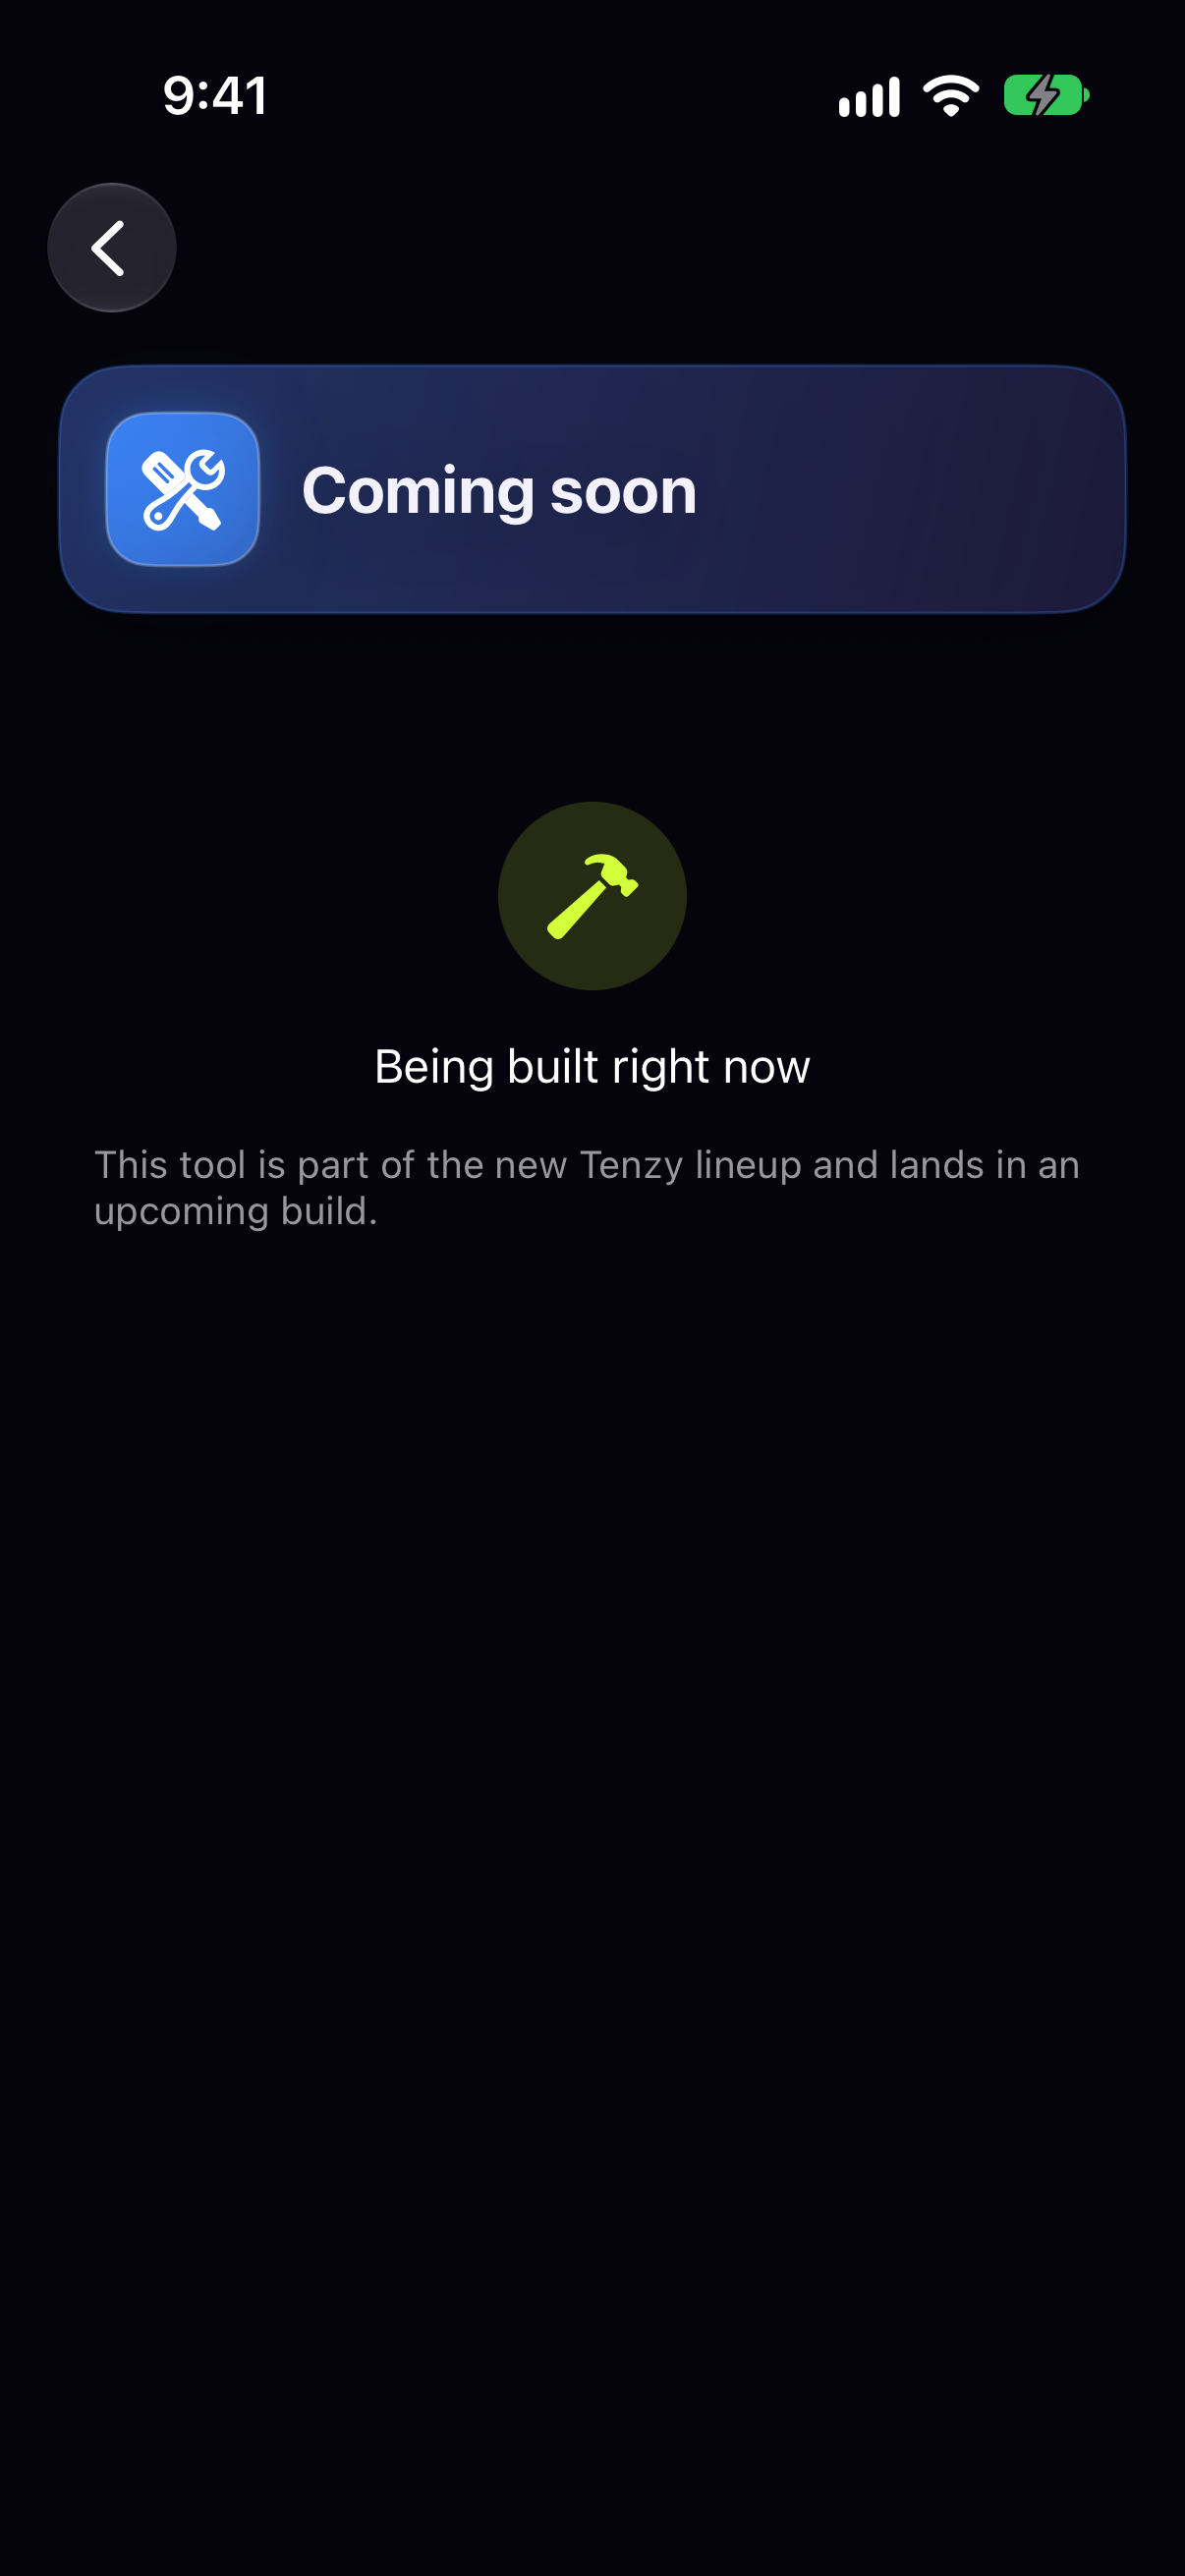 9:41
Coming soon
Being built right now
This tool is part of the new Tenzy lineup and lands in an
upcoming build.